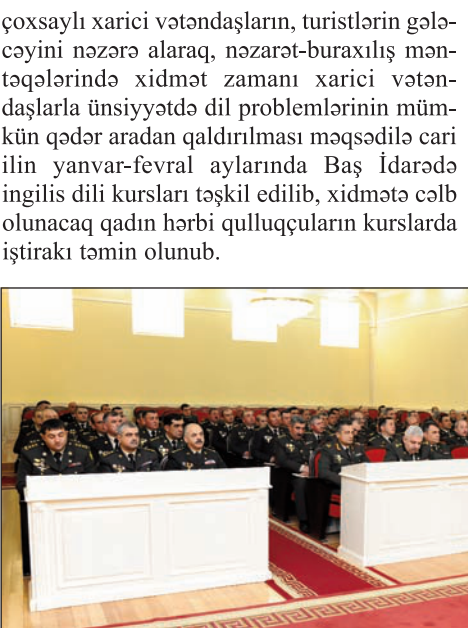 çoxsaylı xarici vətəndaşların, turistlərin gələ-
cəyini nəzərə alaraq, nəzarət-buraxılış mən-
təqələrində xidmət zamanı xarici vətən-
daşlarla ünsiyyətdə dil problemlərinin müm-
kün qədər aradan qaldırılması məqsədilə cari
ilin yanvar-fevral aylarında Baş İdarədə
ingilis dili kursları təşkil edilib, xidmətə cəlb
olunacaq qadın hərbi qulluqçuların kurslarda
iştirakı təmin olunub.